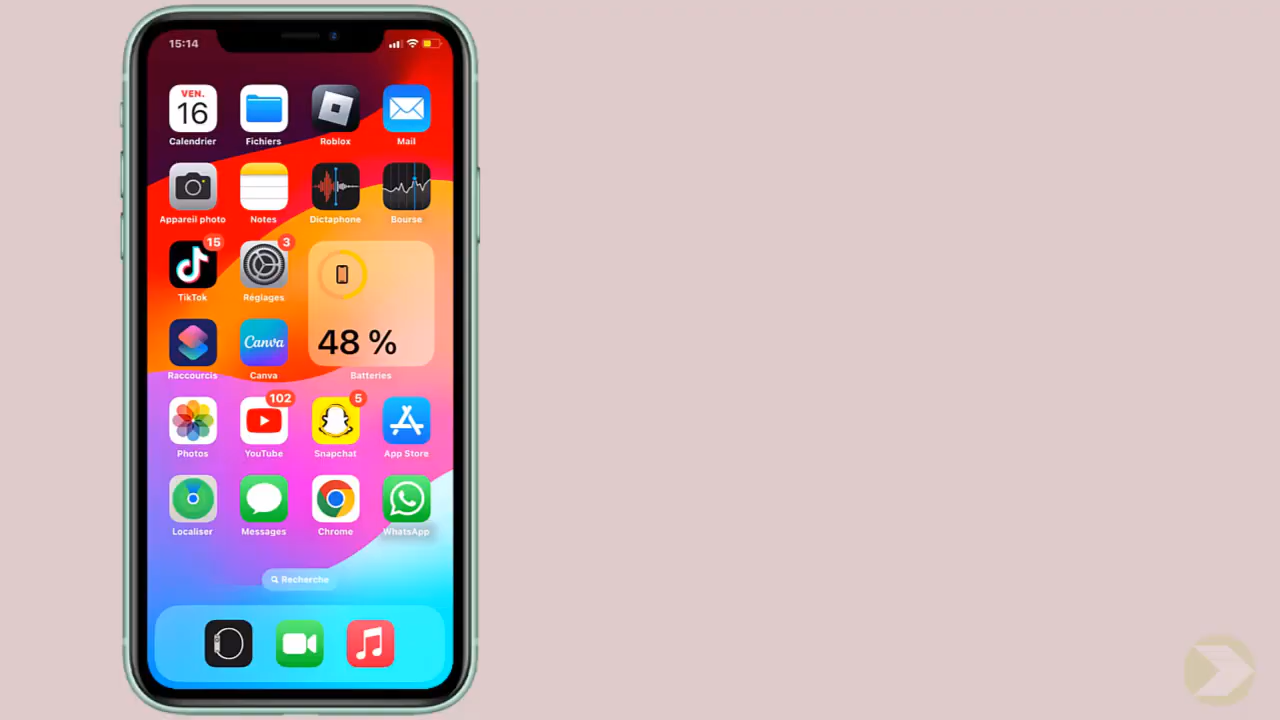 15:14
VEN.
16
Calendrier
Fichiers
Roblox
Mail
Appareil photo
Notes
Dictaphone
Bourse
15
3
TikTok
Réglages
48 %
Canva
Raccourcis
Canva
Batteries
102
5
Photos
YouTube
Snapchat
App Store
Localiser
Messages
Chrome
WhatsApp
Recherche